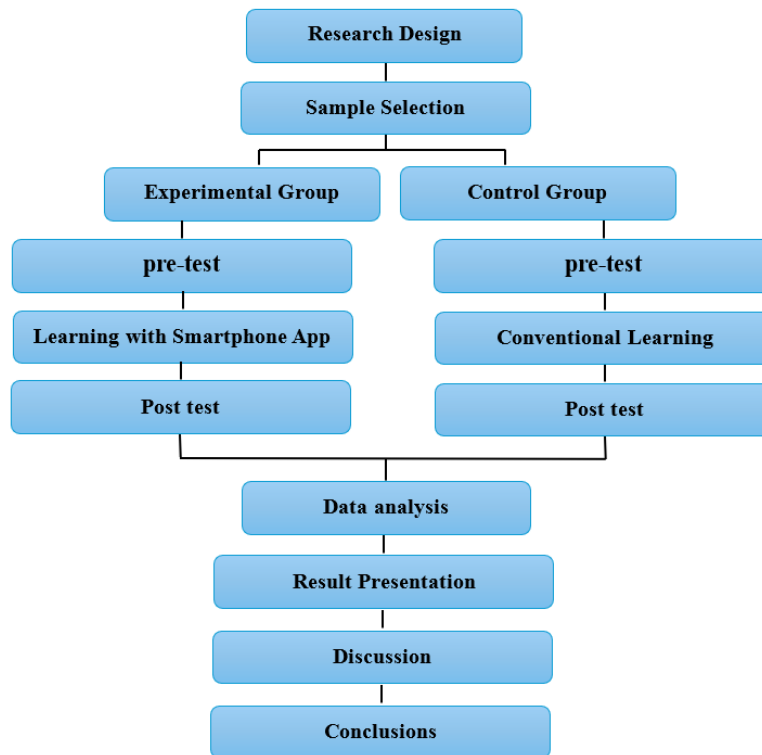 Research Design
Sample Selection
Experimental Group
Control Group
pre-test
pre-test
Learning with Smartphone App
Conventional Learning
Post test
Post test
Data analysis
Result Presentation
Discussion
Conclusions